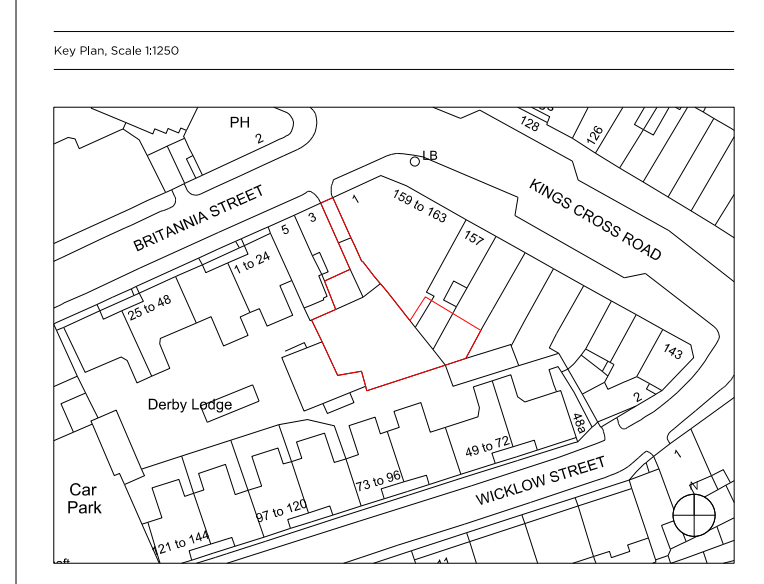 Key Plan, Scale 1:1250
PH
2
128
126
LB
BRITANNIA STREET
KINGS CROSS ROAD
1
3
5
159 to 163
157
1 to 24
25 to 48
143
Derby Lodge
2
48a
49 to 72
73 to 96
97 to 120
121 to 144
Car
Park
WICKLOW STREET
1
N
11